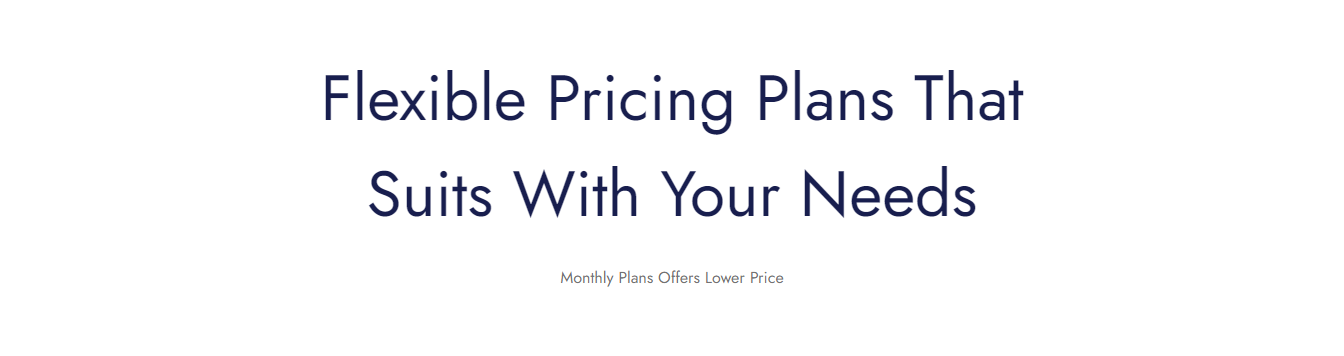 Flexible Pricing Plans That
Suits With Your Needs
Monthly Plans Offers Lower Price